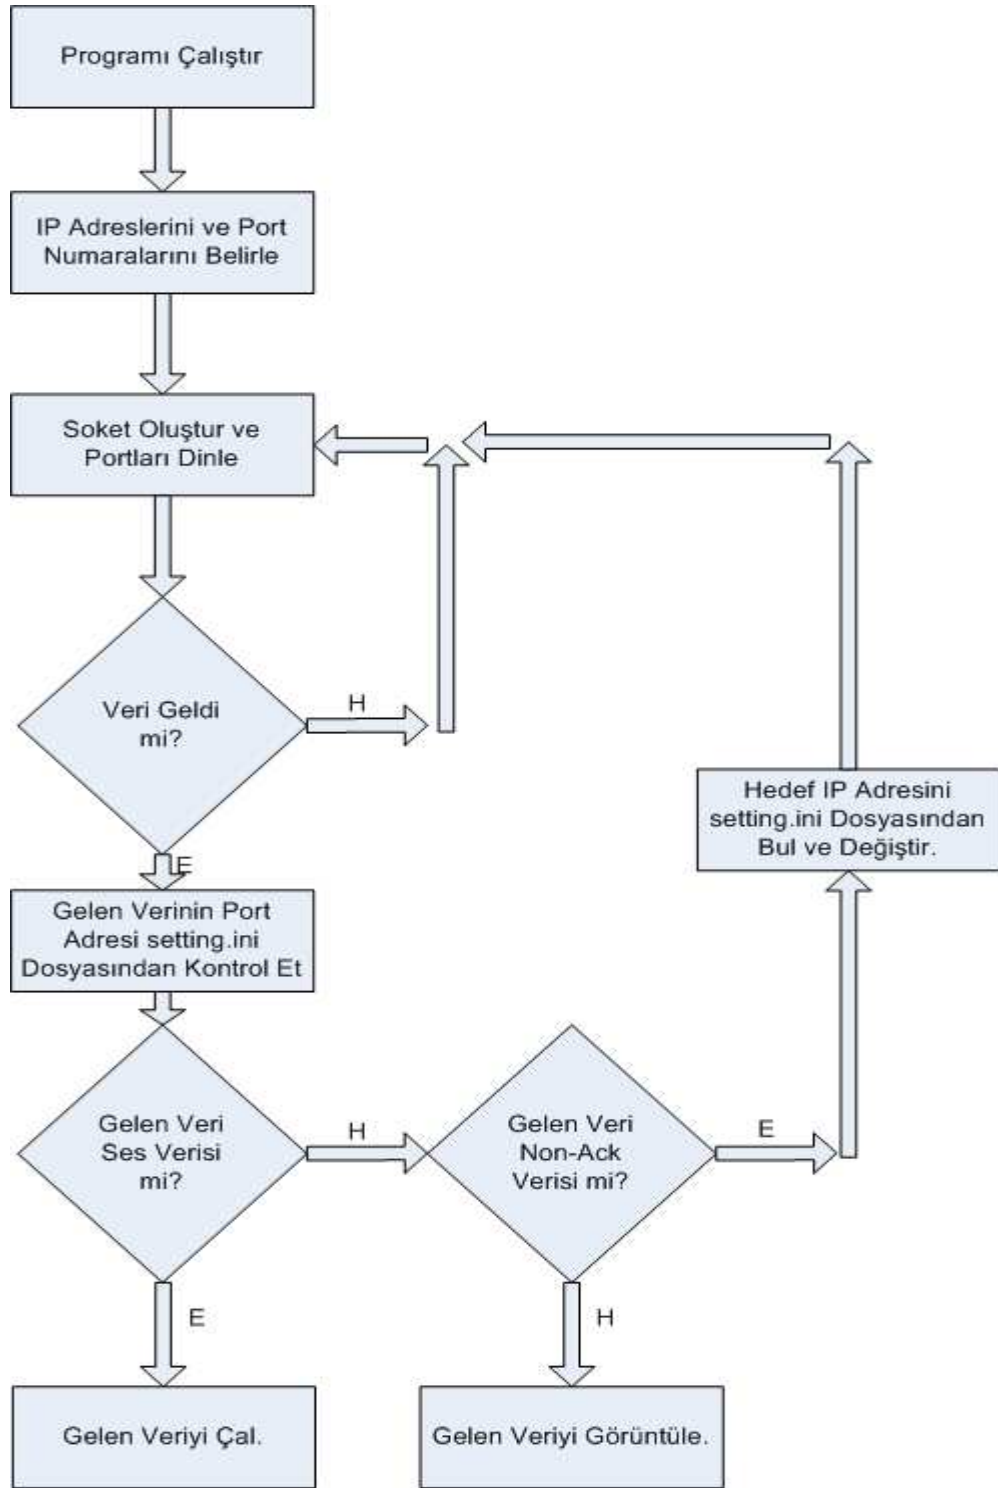 Programı Çalıştır
IP Adreslerini ve Port
Numaralarını Belirle
Soket Oluştur ve
Portları Dinle
Veri Geldi
mi?
H
E
Hedef IP Adresini
setting.ini Dosyasından
Bul ve Değiştir.
Gelen Verinin Port
Adresi setting.ini
Dosyasından Kontrol Et
Gelen Veri
Ses Verisi
mi?
H
Gelen Veri
Non-Ack
Verisi mi?
E
E
H
Gelen Veriyi Çal.
Gelen Veriyi Görüntüle.